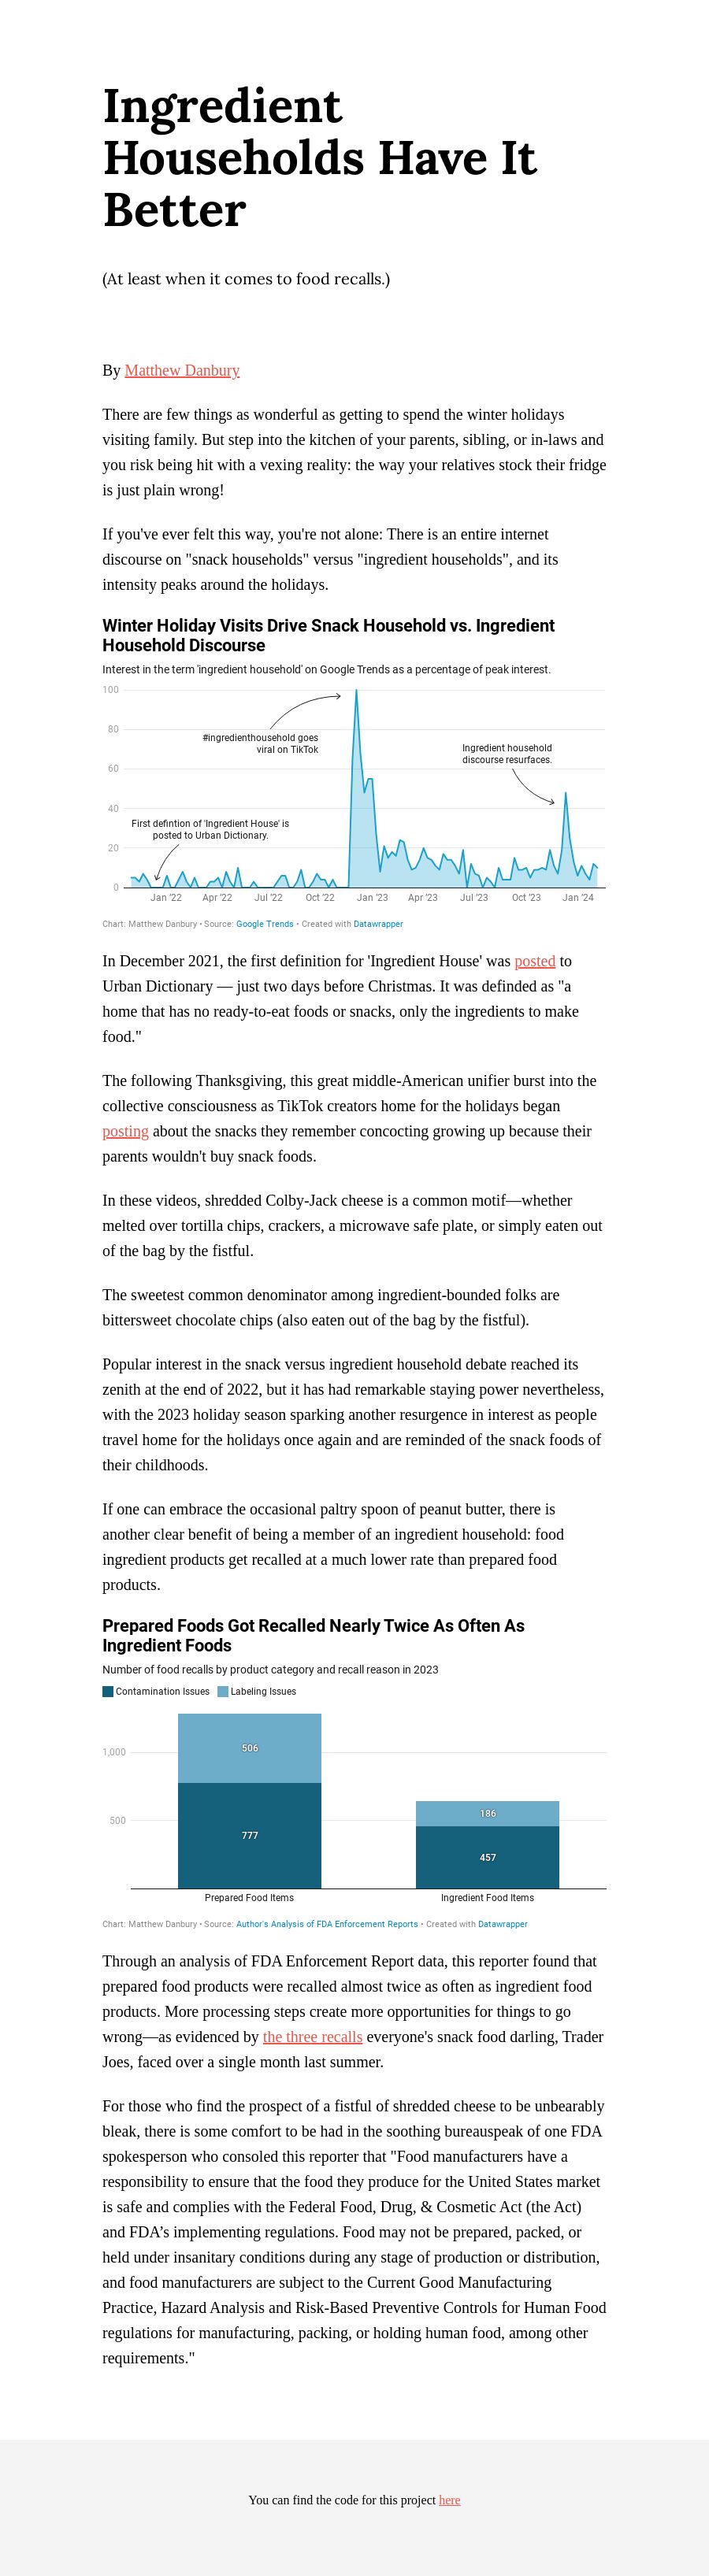 Ingredient
Households Have It
Better
(At least when it comes to food recalls.)
By Matthew Danbury
There are few things as wonderful as getting to spend the winter holidays
visiting family. But step into the kitchen of your parents, sibling, or in-laws and
you risk being hit with a vexing reality: the way your relatives stock their fridge
is just plain wrong!
If you've ever felt this way, you're not alone: There is an entire internet
discourse on "snack households" versus "ingredient households", and its
intensity peaks around the holidays.
Winter Holiday Visits Drive Snack Household vs. Ingredient
Household Discourse
Interest in the term 'ingredient household' on Google Trends as a percentage of peak interest.
100
80
60
40
20
0
#ingredienthousehold goes
viral on TikTok
Ingredient household
discourse resurfaces.
First defintion of 'Ingredient House' is
posted to Urban Dictionary.
Jan '22 Apr '22 Jul '22 Oct '22 Jan '23 Apr '23 Jul '23 Oct '23 Jan '24
Chart: Matthew Danbury • Source: Google Trends • Created with Datawrapper
In December 2021, the first definition for 'Ingredient House' was posted to
Urban Dictionary — just two days before Christmas. It was definded as "a
home that has no ready-to-eat foods or snacks, only the ingredients to make
food."
The following Thanksgiving, this great middle-American unifier burst into the
collective consciousness as TikTok creators home for the holidays began
posting about the snacks they remember concocting growing up because their
parents wouldn't buy snack foods.
In these videos, shredded Colby-Jack cheese is a common motif—whether
melted over tortilla chips, crackers, a microwave safe plate, or simply eaten out
of the bag by the fistful.
The sweetest common denominator among ingredient-bounded folks are
bittersweet chocolate chips (also eaten out of the bag by the fistful).
Popular interest in the snack versus ingredient household debate reached its
zenith at the end of 2022, but it has had remarkable staying power nevertheless,
with the 2023 holiday season sparking another resurgence in interest as people
travel home for the holidays once again and are reminded of the snack foods of
their childhoods.
If one can embrace the occasional paltry spoon of peanut butter, there is
another clear benefit of being a member of an ingredient household: food
ingredient products get recalled at a much lower rate than prepared food
products.
Prepared Foods Got Recalled Nearly Twice As Often As
Ingredient Foods
Number of food recalls by product category and recall reason in 2023
Contamination Issues Labeling Issues
1,000
500
506
777
186
457
Prepared Food Items Ingredient Food Items
Chart: Matthew Danbury • Source: Author's Analysis of FDA Enforcement Reports • Created with Datawrapper
Through an analysis of FDA Enforcement Report data, this reporter found that
prepared food products were recalled almost twice as often as ingredient food
products. More processing steps create more opportunities for things to go
wrong—as evidenced by the three recalls everyone's snack food darling, Trader
Joes, faced over a single month last summer.
For those who find the prospect of a fistful of shredded cheese to be unbearably
bleak, there is some comfort to be had in the soothing bureauspeak of one FDA
spokesperson who consoled this reporter that "Food manufacturers have a
responsibility to ensure that the food they produce for the United States market
is safe and complies with the Federal Food, Drug, & Cosmetic Act (the Act)
and FDA’s implementing regulations. Food may not be prepared, packed, or
held under insanitary conditions during any stage of production or distribution,
and food manufacturers are subject to the Current Good Manufacturing
Practice, Hazard Analysis and Risk-Based Preventive Controls for Human Food
regulations for manufacturing, packing, or holding human food, among other
requirements."
You can find the code for this project here